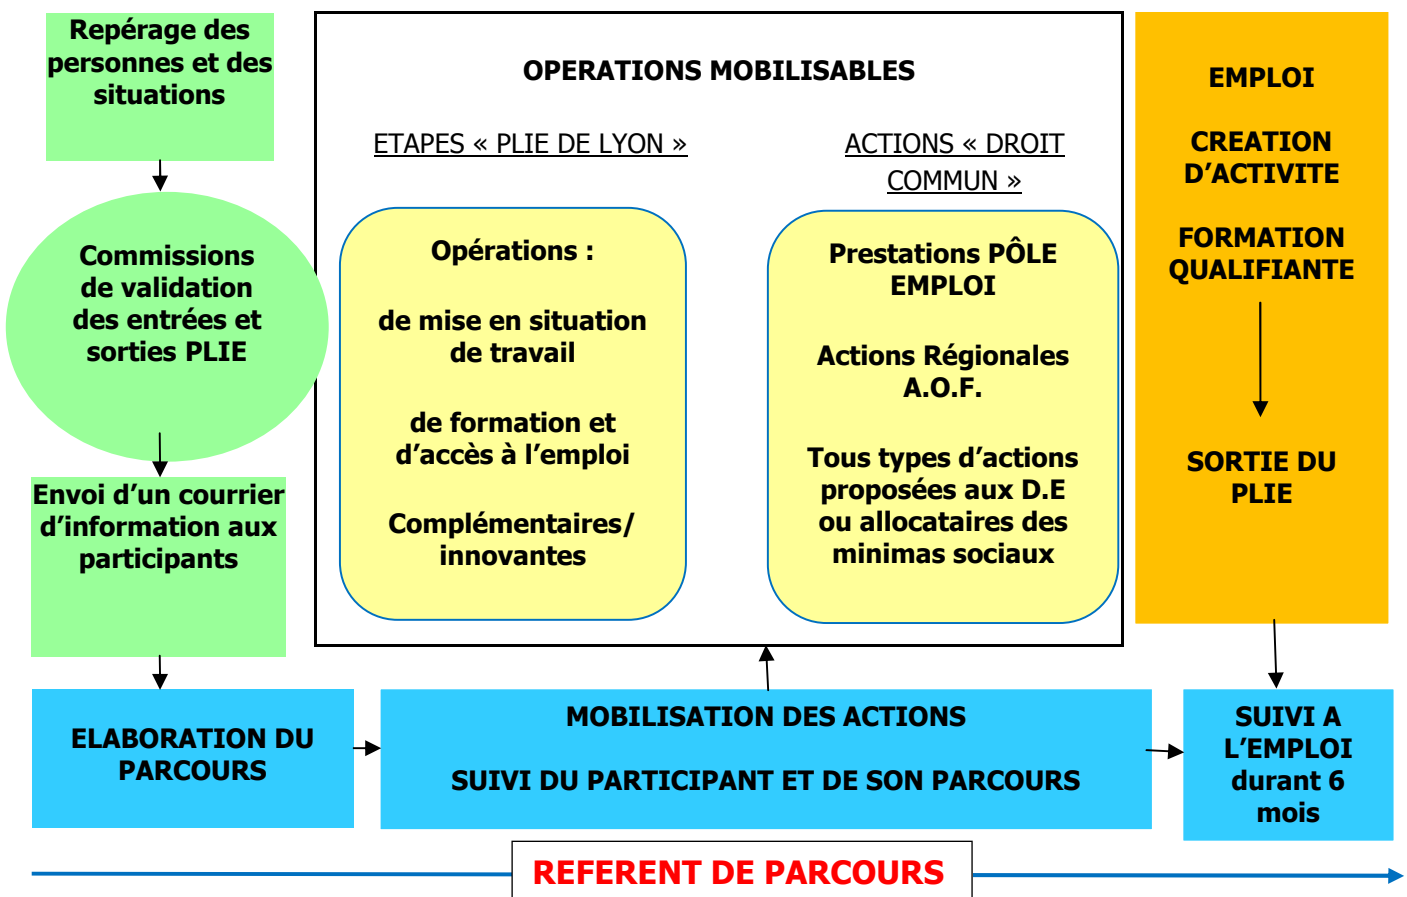 Repérage des
personnes et des
situations
Commissions
de validation
des entrées et
sorties PLIE
Envoi d’un courrier
d’information aux
participants
OPERATIONS MOBILISABLES
ETAPES « PLIE DE LYON »
Opérations :
de mise en situation
de travail
de formation et
d’accès à l’emploi
Complémentaires/
innovantes
ACTIONS « DROIT
COMMUN »
Prestations PÔLE
EMPLOI
Actions Régionales
A.O.F.
Tous types d’actions
proposées aux D.E
ou allocataires des
minimas sociaux
EMPLOI
CREATION
D’ACTIVITE
FORMATION
QUALIFIANTE
SORTIE DU
PLIE
ELABORATION DU
PARCOURS
MOBILISATION DES ACTIONS
SUIVI DU PARTICIPANT ET DE SON PARCOURS
SUIVI A
L’EMPLOI
durant 6
mois
REFERENT DE PARCOURS